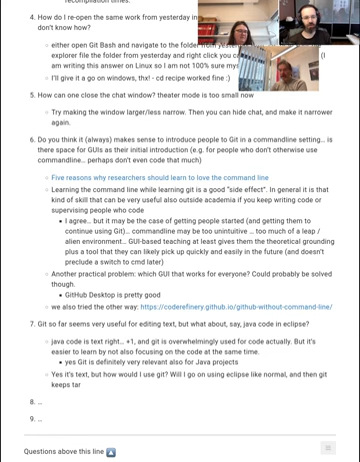 recompilation times.
4. How do I re-open the same work from yesterday in
don't know how?
either open Git Bash and navigate to the folder from
explorer file the folder from yesterday and right click you (I
am writing this answer on Linux so I am not 100% sure
I'll give it a go on windows, thx! - cd recipe worked fine :)
5. How can one close the chat window? theater mode is too small now
Try making the window larger/less narrow. Then you can hide chat, and make it narrower
again.
6. Do you think it (always) makes sense to introduce people to Git in a commandline setting... is
there space for GUIs as their initial introduction (e.g. for people who don't otherwise use
commandline... perhaps don't even code that much)
Five reasons why researchers should learn to love the command line
Learning the command line while learning git is a good "side effect". In general it is that
kind of skill that can be very useful also outside academia if you keep writing code or
supervising people who code
I agree... but it may be the case of getting people started (and getting them to
continue using Git)... commandline may be too unintuitive ... too much of a leap /
alien environment... GUI-based teaching at least gives them the theoretical grounding
plus a tool that they can likely pick up quickly and easily in the future (and doesn't
preclude a switch to cmd later)
Another practical problem: which GUI that works for everyone? Could probably be solved
though.
GitHub Desktop is pretty good
we also tried the other way: https://coderefinery.github.io/github-without-command-line/
7. Git so far seems very useful for editing text, but what about, say, java code in eclipse?
java code is text right... +1, and git is overwhelmingly used for code actually. But it's
easier to learn by not also focusing on the code at the same time.
yes Git is definitely very relevant also for Java projects
Yes it's text, but how would I use git? Will I go on using eclipse like normal, and then git
keeps tar
8. ...
9. ...
Questions above this line